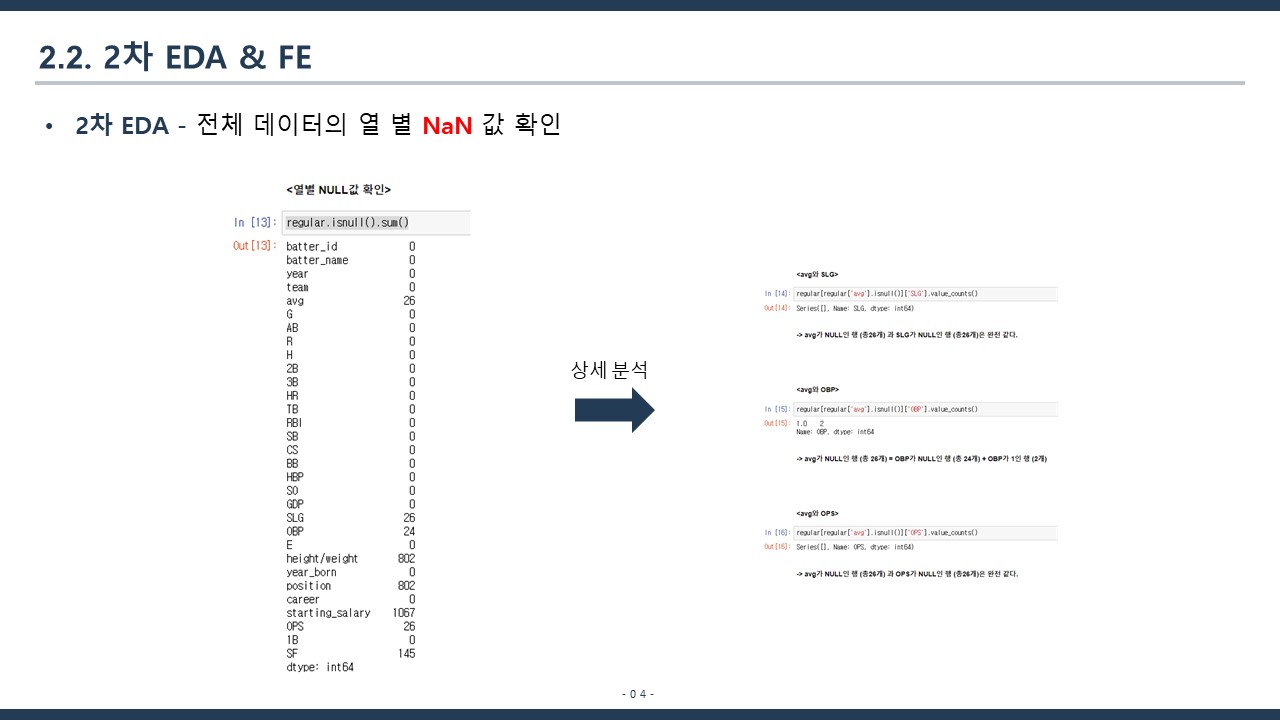 2.2. 2차 EDA & FE
• 2차 EDA - 전체 데이터의 열 별 NaN 값 확인
<열별 NULL값 확인>
In [13]: regular.isnull().sum()
Out[13]: batter_id 0
batter_name 0
year 0
team 0
avg 26
G 0
AB 0
R 0
H 0
2B 0
3B 0
HR 0
TB 0
RBI 0
SB 0
CS 0
BB 0
HBP 0
SO 0
GDP 0
SLG 26
OBP 24
E 0
height/weight 802
year_born 0
position 802
career 0
starting_salary 1067
OPS 26
1B 0
SF 145
dtype: int64
상세 분석
<avg와 SLG>
In [14]: regular[regular['avg'].isnull()]['SLG'].value_counts()
Out[14]: Series([], Name: SLG, dtype: int64)
-> avg가 NULL인 행 (총26개) 과 SLG가 NULL인 행 (총26개)은 완전 같다.
<avg와 OBP>
In [15]: regular[regular['avg'].isnull()]['OBP'].value_counts()
Out[15]: 1.0 2
Name: OBP, dtype: int64
-> avg가 NULL인 행 (총 26개) = OBP가 NULL인 행 (총 24개) + OBP가 1인 행 (2개)
<avg와 OPS>
In [16]: regular[regular['avg'].isnull()]['OPS'].value_counts()
Out[16]: Series([], Name: OPS, dtype: int64)
-> avg가 NULL인 행 (총26개) 과 OPS가 NULL인 행 (총26개)은 완전 같다.
- 0 4 -